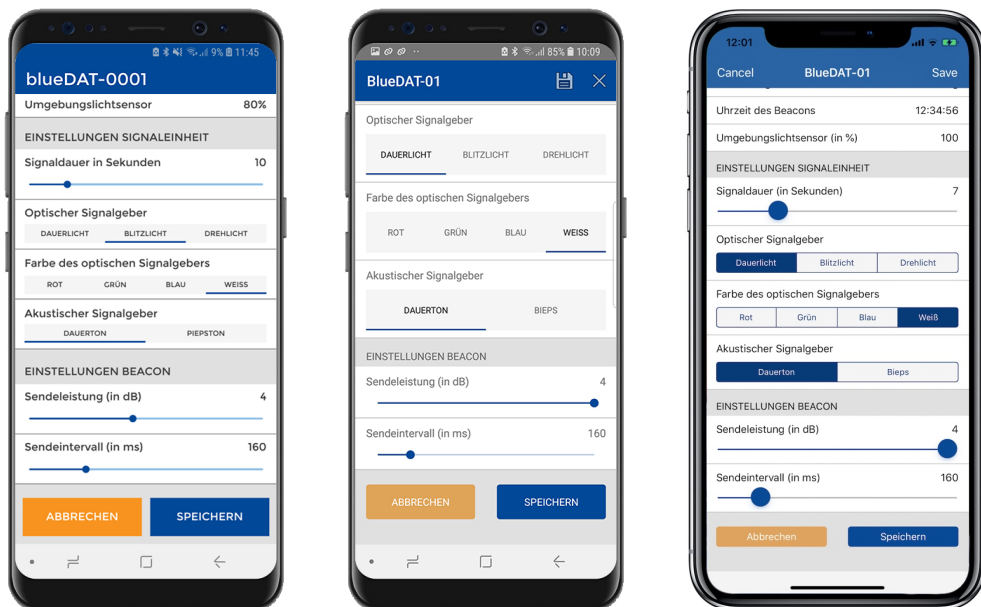 9% 11:45
blueDAT-0001
Umgebungslichtsensor 80%
EINSTELLUNGEN SIGNALEINHEIT
Signaldauer in Sekunden 10
Optischer Signalgeber
DAUERLICHT BLITZLICHT DREHLICHT
Farbe des optischen Signalgebers
ROT GRÜN BLAU WEISS
Akustischer Signalgeber
DAUERTON PIEPSTON
EINSTELLUNGEN BEACON
Sendeleistung (in dB) 4
Sendeintervall (in ms) 160
ABBRECHEN SPEICHERN
85% 10:09
BlueDAT-01
Optischer Signalgeber
DAUERLICHT BLITZLICHT DREHLICHT
Farbe des optischen Signalgebers
ROT GRÜN BLAU WEISS
Akustischer Signalgeber
DAUERTON BIEPS
EINSTELLUNGEN BEACON
Sendeleistung (in dB) 4
Sendeintervall (in ms) 160
ABBRECHEN SPEICHERN
12:01
Cancel BlueDAT-01 Save
Uhrzeit des Beacons 12:34:56
Umgebungslichtsensor (in %) 100
EINSTELLUNGEN SIGNALEINHEIT
Signaldauer (in Sekunden) 7
Optischer Signalgeber
Dauerlicht Blitzlicht Drehlicht
Farbe des optischen Signalgebers
Rot Grün Blau Weiß
Akustischer Signalgeber
Dauerton Bieps
EINSTELLUNGEN BEACON
Sendeleistung (in dB) 4
Sendeintervall (in ms) 160
Abbrechen Speichern